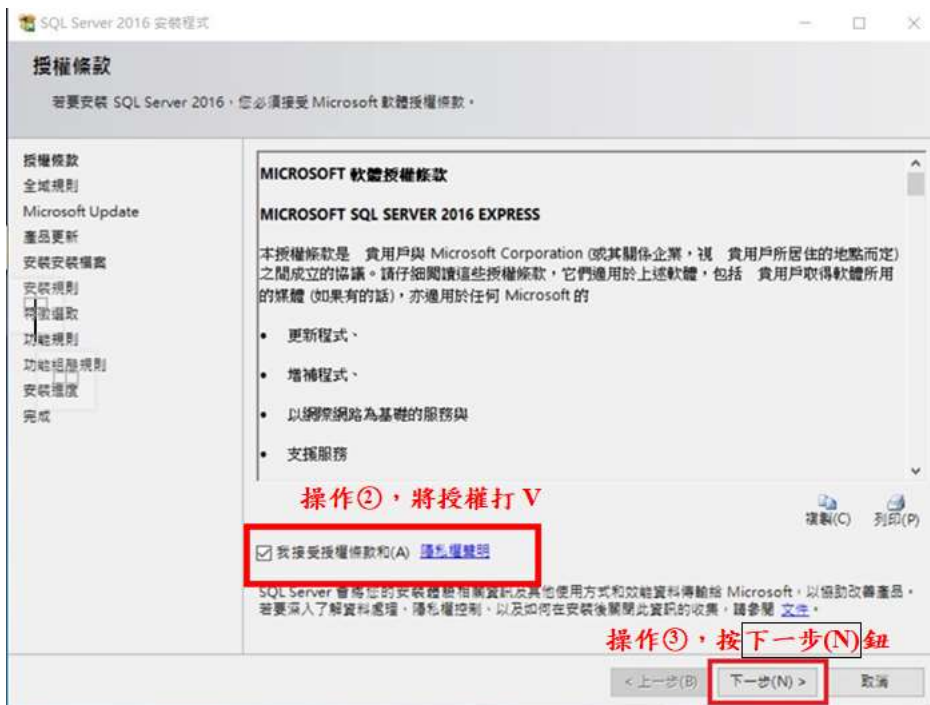 SQL Server 2016 安裝程式
授權條款
若要安裝 SQL Server 2016，您必須接受 Microsoft 軟體授權條款。
授權條款
全域規則
Microsoft Update
產品更新
安裝安裝檔案
安裝規則
特徵選取
功能規則
功能組態規則
安裝進度
完成
MICROSOFT 軟體授權條款
MICROSOFT SQL SERVER 2016 EXPRESS
本授權條款是 貴用戶與 Microsoft Corporation (或其關係企業，視 貴用戶所居住的地點而定)
之間成立的協議。請仔細閱讀這些授權條款，它們適用於上述軟體，包括 貴用戶取得軟體所用
的媒體 (如果有的話)，亦適用於任何 Microsoft 的
• 更新程式、
• 增補程式、
• 以網際網路為基礎的服務與
• 支援服務
操作②，將授權打 V
複製(C) 列印(P)
我接受授權條款和(A) 隱私權聲明
SQL Server 會將您的安裝體驗相關資訊及其他使用方式和效能資料傳輸給 Microsoft，以協助改善產品。
若要深入了解資料處理、隱私權控制、以及如何在安裝後關閉此資訊的收集，請參閱 文件。
操作③，按下一步(N)鈕
< 上一步(B) 下一步(N) > 取消